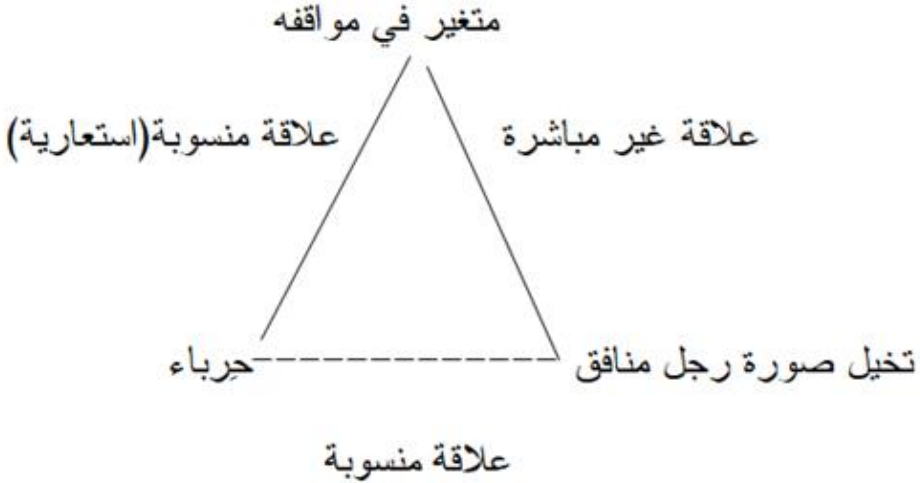 متغير في مواقفه
علاقة غير مباشرة
علاقة منسوبة(استعارية)
تخيل صورة رجل منافق
حِرباء
علاقة منسوبة